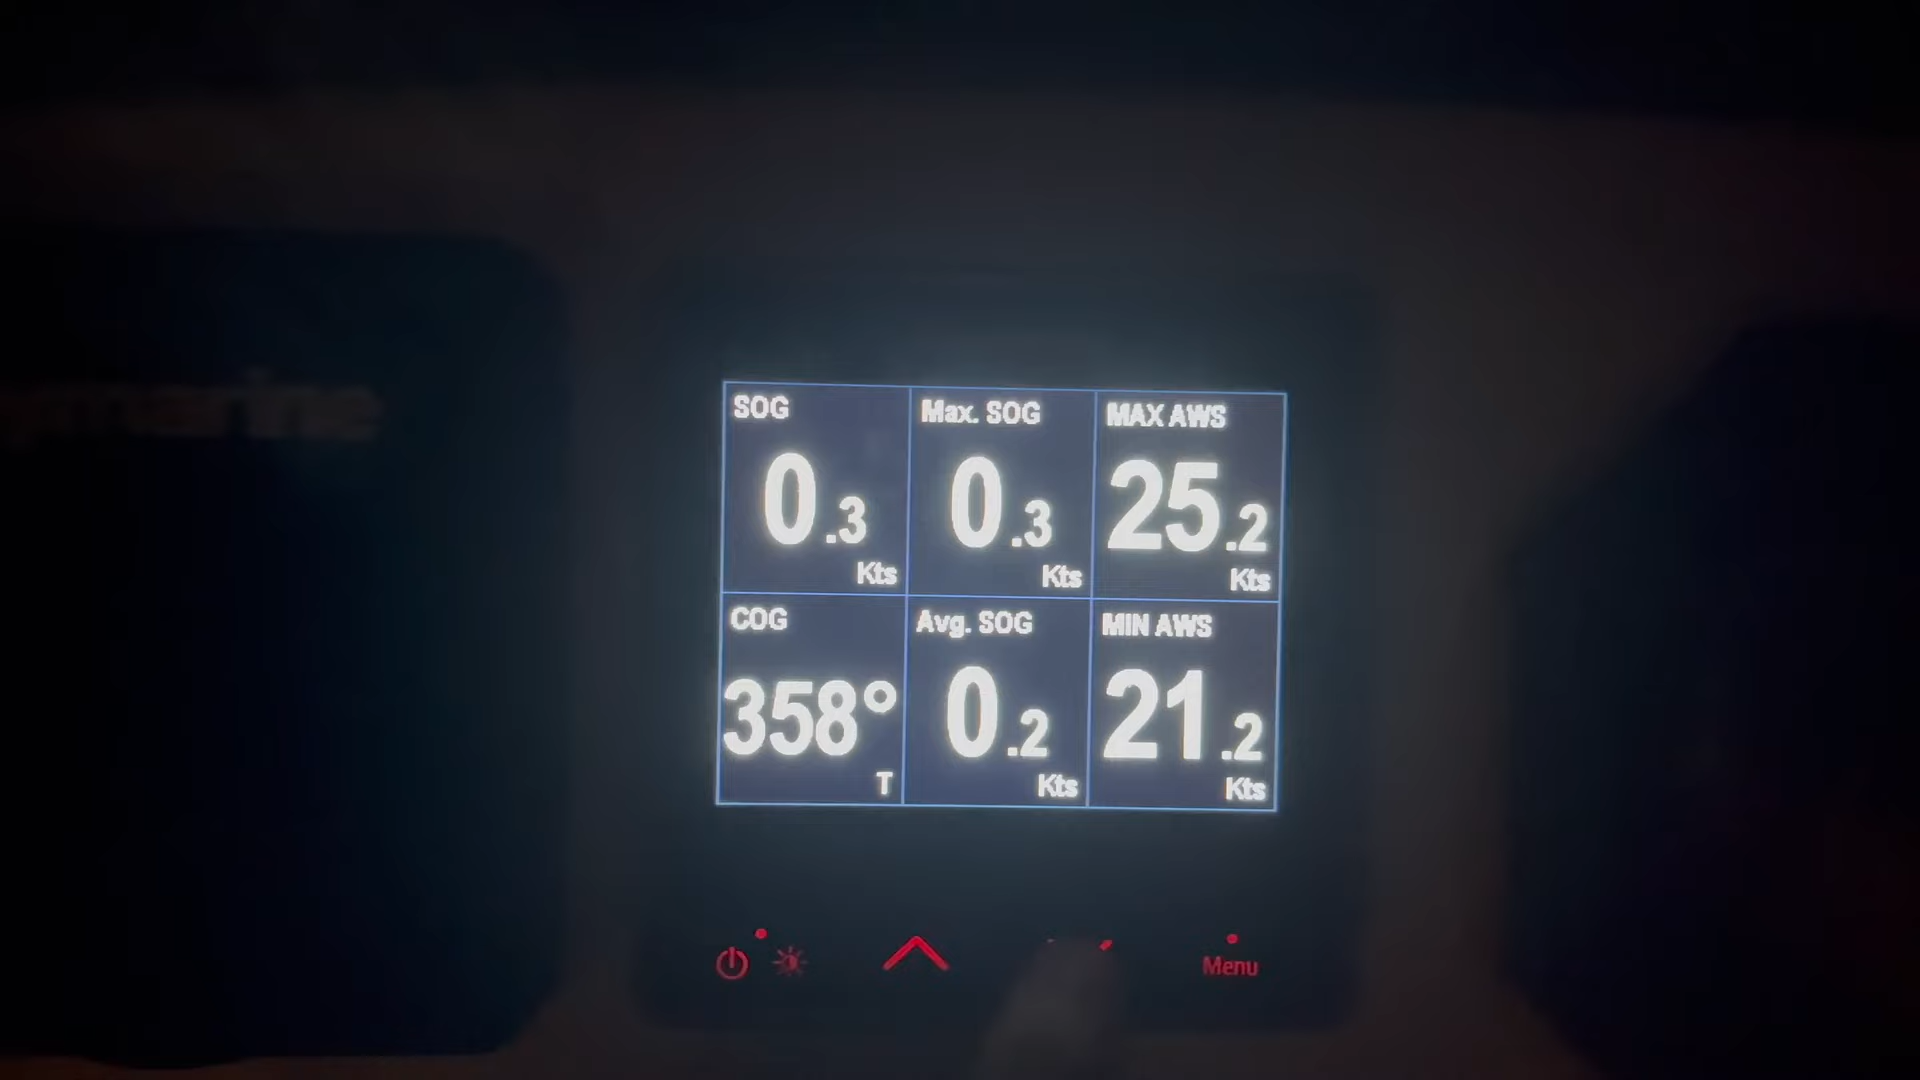 SOG
0.3
Kts
Max. SOG
0.3
Kts
MAX AWS
25.2
Kts
COG
358°
T
Avg. SOG
0.2
Kts
MIN AWS
21.2
Kts
Menu